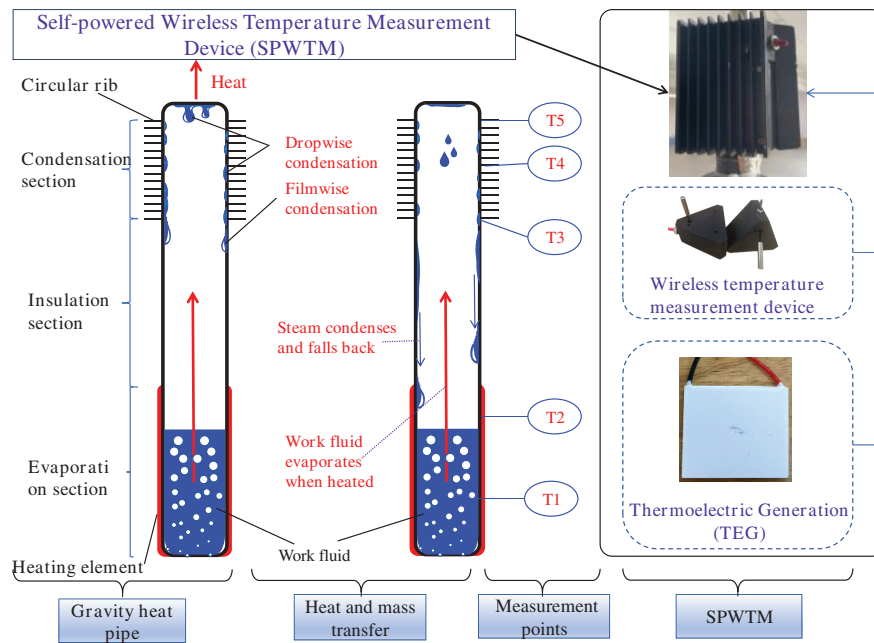 Self-powered Wireless Temperature Measurement
Device (SPWTM)
Heat
Circular rib
Condensation
section
Dropwise
condensation
Filmwise
condensation
Insulation
section
Steam condenses
and falls back
Work fluid
evaporates
when heated
Evaporati
on section
Work fluid
Heating element
T5
T4
T3
T2
T1
Wireless temperature
measurement device
Thermoelectric Generation
(TEG)
Gravity heat
pipe
Heat and mass
transfer
Measurement
points
SPWTM